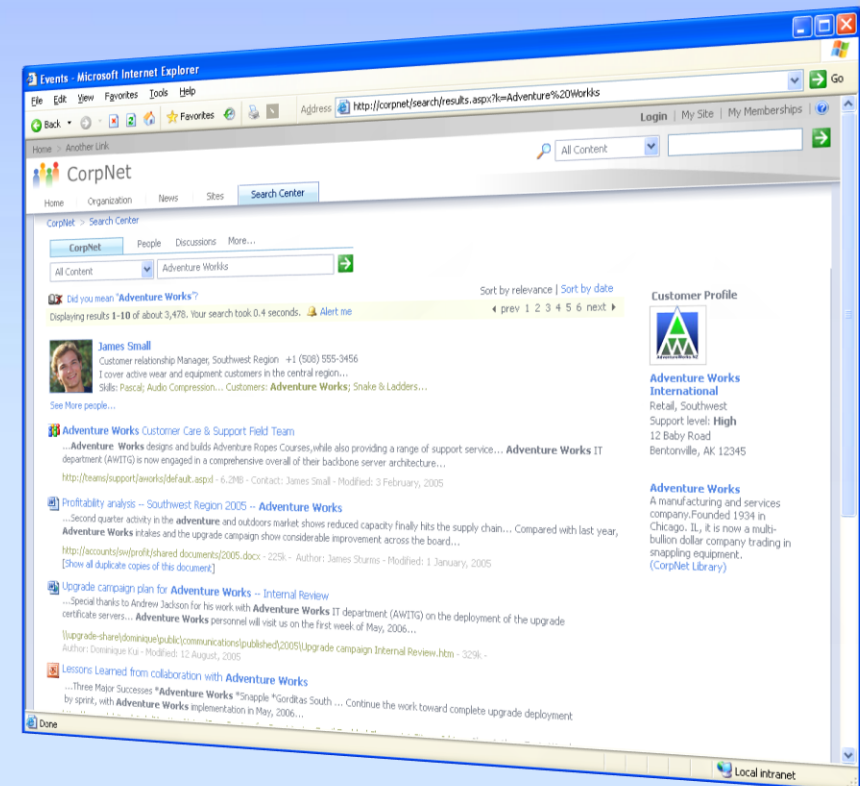 Events - Microsoft Internet Explorer
File Edit View Favorites Tools Help
Back Favorites Address http://corpnet/search/results.aspx?k=Adventure%20Workks Go
Home > Another Link
Login | My Site | My Memberships
CorpNet
All Content
Home Organization News Sites Search Center
CorpNet > Search Center
CorpNet People Discussions More...
All Content Adventure Workks
Did you mean "Adventure Works"?
Sort by relevance | Sort by date
Displaying results 1-10 of about 3,478. Your search took 0.4 seconds. Alert me
prev 1 2 3 4 5 6 next
James Small
Customer relationship Manager, Southwest Region +1 (508) 555-3456
I cover active wear and equipment customers in the central region...
Skils: Pascal; Audio Compression... Customers: Adventure Works; Snake & Ladders...
See More people...
Adventure Works Customer Care & Support Field Team
...Adventure Works designs and builds Adventure Ropes Courses,while also providing a range of support service... Adventure Works IT
department (AWITG) is now engaged in a comprehensive overall of their backbone server architecture...
http://teams/support/aworks/default.aspxl - 6.2MB - Contact: James Small - Modified: 3 February, 2005
Profitability analysis -- Southwest Region 2005 -- Adventure Works
...Second quarter activity in the adventure and outdoors market shows reduced capacity finally hits the supply chain... Compared with last year,
Adventure Works intakes and the upgrade campaign show considerable improvement across the board...
http://accounts/sw/profit/shared documents/2005.docx - 225k - Author: James Sturms - Modified: 1 January, 2005
[Show all duplicate copies of this document]
Upgrade campaign plan for Adventure Works -- Internal Review
...Special thanks to Andrew Jackson for his work with Adventure Works IT department (AWITG) on the deployment of the upgrade
certificate servers... Adventure Works personnel will visit us on the first week of May, 2006...
\\upgrade-share\dominique\public\communications\published\2005\Upgrade campaign Internal Review.htm - 329k -
Author: Dominique Kui - Modified: 12 August, 2005
Lessons Learned from collaboration with Adventure Works
...Three Major Successes *Adventure Works *Snapple *Gorditas South ... Continue the work toward complete upgrade deployment
by sprint, with Adventure Works implementation in May, 2006...
Customer Profile
Adventure Works
International
Retail, Southwest
Support level: High
12 Baby Road
Bentonville, AK 12345
Adventure Works
A manufacturing and services
company.Founded 1934 in
Chicago. IL, it is now a multi-
bullion dollar company trading in
snappling equipment.
(CorpNet Library)
Done
Local intranet